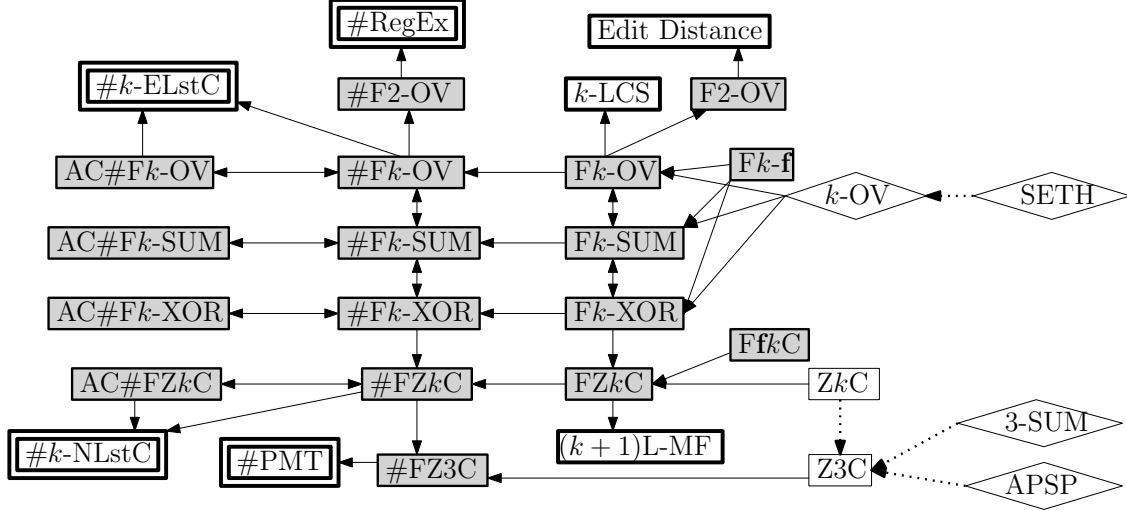 #RegEx
Edit Distance
#k-ELstC
#F2-OV
k-LCS
F2-OV
AC#Fk-OV
#Fk-OV
Fk-OV
Fk-f
k-OV
SETH
AC#Fk-SUM
#Fk-SUM
Fk-SUM
AC#Fk-XOR
#Fk-XOR
Fk-XOR
FfkC
AC#FZkC
#FZkC
FZkC
ZkC
3-SUM
#k-NLstC
#PMT
#FZ3C
(k+1)L-MF
Z3C
APSP